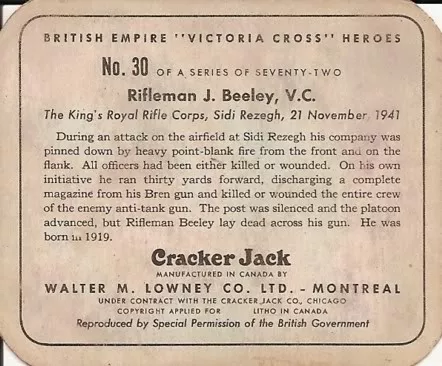 BRITISH EMPIRE "VICTORIA CROSS" HEROES
No. 30 OF A SERIES OF SEVENTY-TWO
Rifleman J. Beeley, V.C.
The King's Royal Rifle Corps, Sidi Rezegh, 21 November 1941
During an attack on the airfield at Sidi Rezegh his company was
pinned down by heavy point-blank fire from the front and on the
flank. All officers had been either killed or wounded. On his own
initiative he ran thirty yards forward, discharging a complete
magazine from his Bren gun and killed or wounded the entire crew
of the enemy anti-tank gun. The post was silenced and the platoon
advanced, but Rifleman Beeley lay dead across his gun. He was
born in 1919.
Cracker Jack
MANUFACTURED IN CANADA BY
WALTER M. LOWNEY CO. LTD. - MONTREAL
UNDER CONTRACT WITH THE CRACKER JACK CO., CHICAGO
COPYRIGHT APPLIED FOR LITHO IN CANADA
Reproduced by Special Permission of the British Government